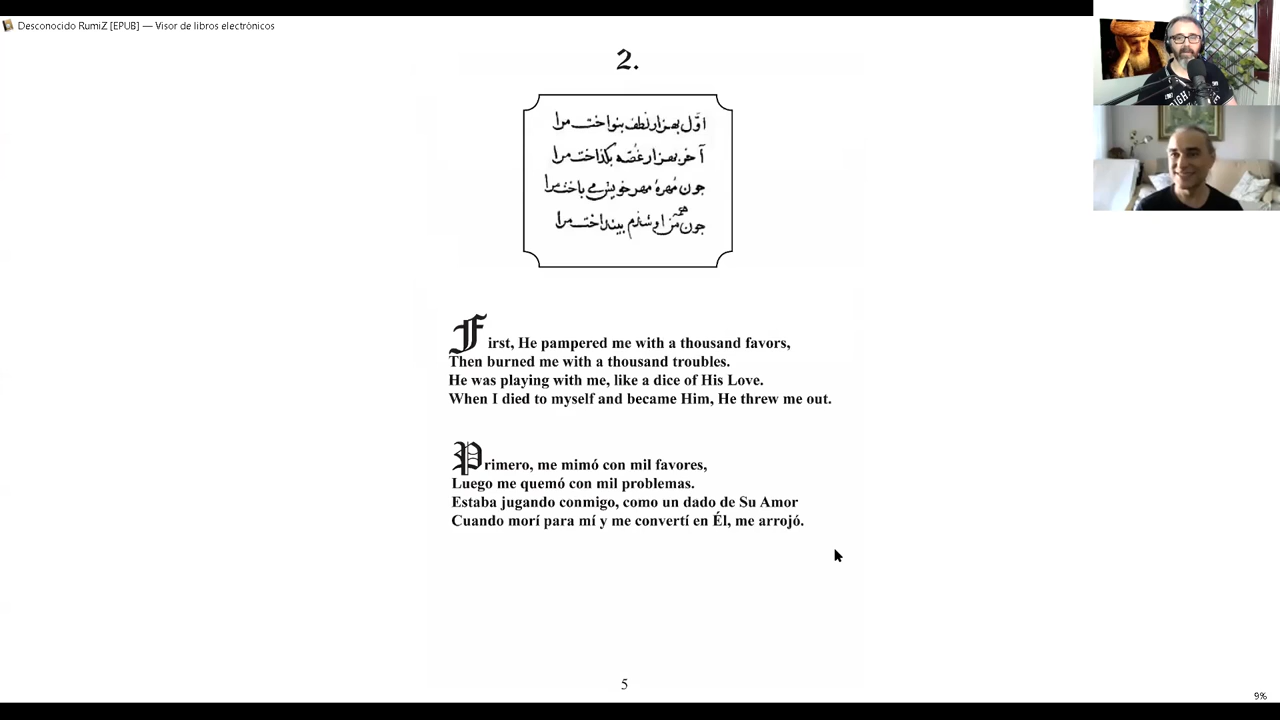 Desconocido RumiZ [EPUB] — Visor de libros electrónicos
2.
اوّل بهزار لطف بنواخت مرا
آخر بهزار غصّه بگداخت مرا
چون مُهرهٔ مهر خویش می باخت مرا
چون همه من او شدم بینداخت مرا
First, He pampered me with a thousand favors,
Then burned me with a thousand troubles.
He was playing with me, like a dice of His Love.
When I died to myself and became Him, He threw me out.
Primero, me mimó con mil favores,
Luego me quemó con mil problemas.
Estaba jugando conmigo, como un dado de Su Amor
Cuando morí para mí y me convertí en Él, me arrojó.
5
9%